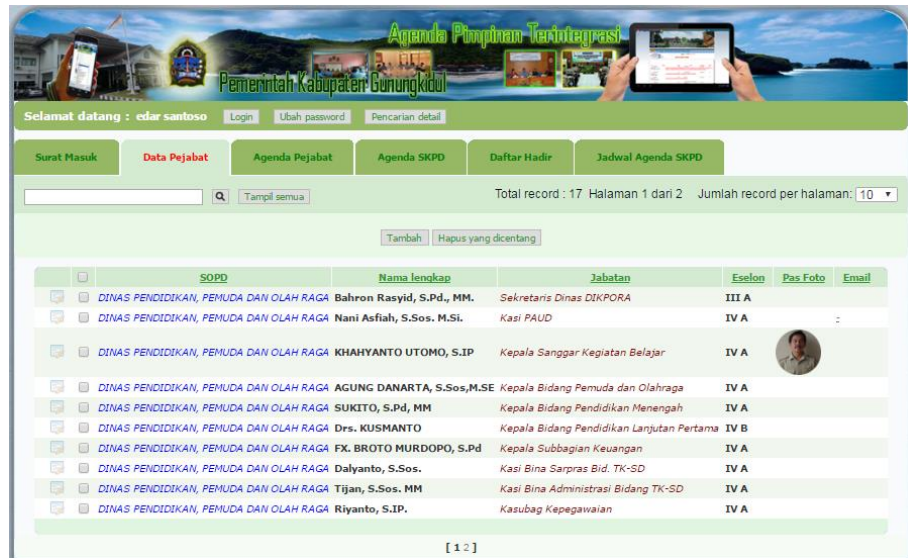 Agenda Pimpinan Terintegrasi
Pemerintah Kabupaten Gunungkidul
Selamat datang : edar santoso Login Ubah password Pencarian detail
Surat Masuk Data Pejabat Agenda Pejabat Agenda SKPD Daftar Hadir Jadwal Agenda SKPD
Tampil semua Total record : 17 Halaman 1 dari 2 Jumlah record per halaman: 10
Tambah Hapus yang dicentang
SOPD Nama lengkap Jabatan Eselon Pas Foto Email
DINAS PENDIDIKAN, PEMUDA DAN OLAH RAGA Bahron Rasyid, S.Pd., MM. Sekretaris Dinas DIKPORA III A
DINAS PENDIDIKAN, PEMUDA DAN OLAH RAGA Nani Asfiah, S.Sos. M.Si. Kasi PAUD IV A :
DINAS PENDIDIKAN, PEMUDA DAN OLAH RAGA KHAHYANTO UTOMO, S.IP Kepala Sanggar Kegiatan Belajar IV A
DINAS PENDIDIKAN, PEMUDA DAN OLAH RAGA AGUNG DANARTA, S.Sos,M.SE Kepala Bidang Pemuda dan Olahraga IV A
DINAS PENDIDIKAN, PEMUDA DAN OLAH RAGA SUKITO, S.Pd, MM Kepala Bidang Pendidikan Menengah IV A
DINAS PENDIDIKAN, PEMUDA DAN OLAH RAGA Drs. KUSMANTO Kepala Bidang Pendidikan Lanjutan Pertama IV B
DINAS PENDIDIKAN, PEMUDA DAN OLAH RAGA FX. BROTO MURDOPO, S.Pd Kepala Subbagian Keuangan IV A
DINAS PENDIDIKAN, PEMUDA DAN OLAH RAGA Dalyanto, S.Sos. Kasi Bina Sarpras Bid. TK-SD IV A
DINAS PENDIDIKAN, PEMUDA DAN OLAH RAGA Tijan, S.Sos. MM Kasi Bina Administrasi Bidang TK-SD IV A
DINAS PENDIDIKAN, PEMUDA DAN OLAH RAGA Riyanto, S.IP. Kasubag Kepegawaian IV A
[ 1 2 ]